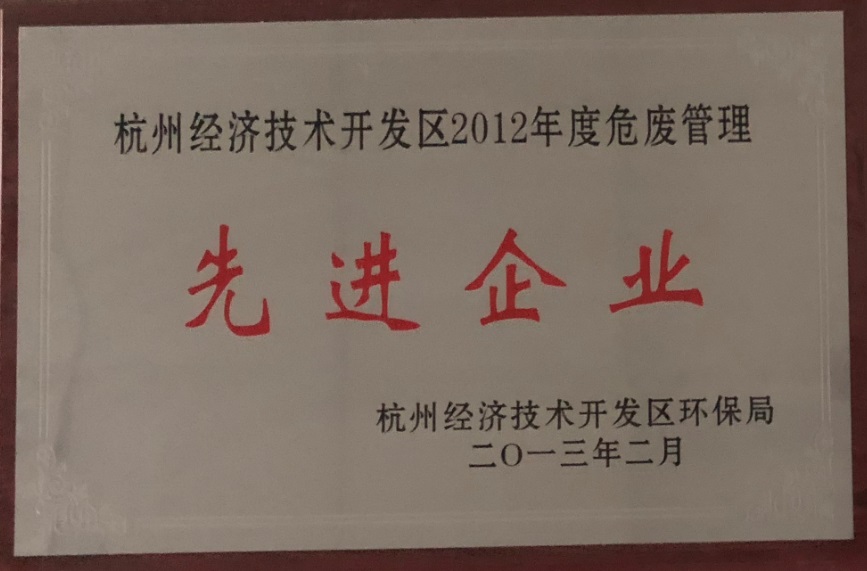 杭州经济技术开发区2012年度危废管理
先进企业
杭州经济技术开发区环保局
二〇一三年二月